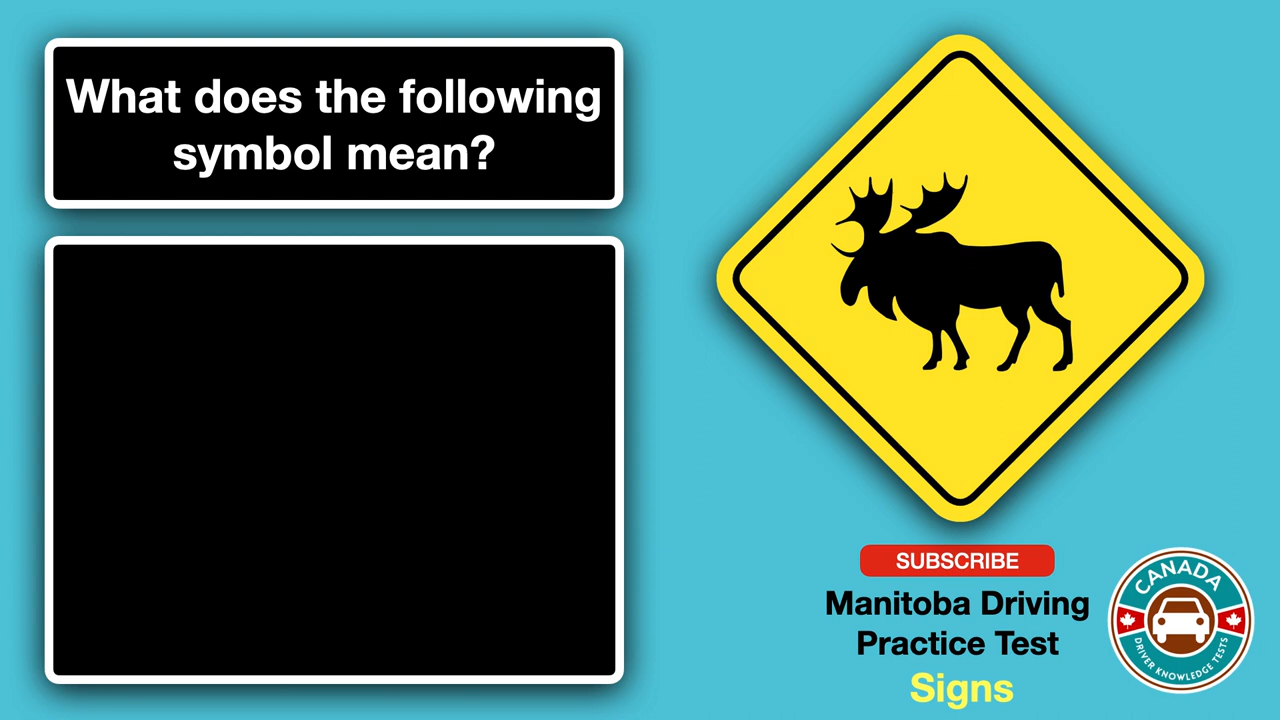 What does the following
symbol mean?
SUBSCRIBE
Manitoba Driving
Practice Test
Signs
CANADA
DRIVER KNOWLEDGE TESTS